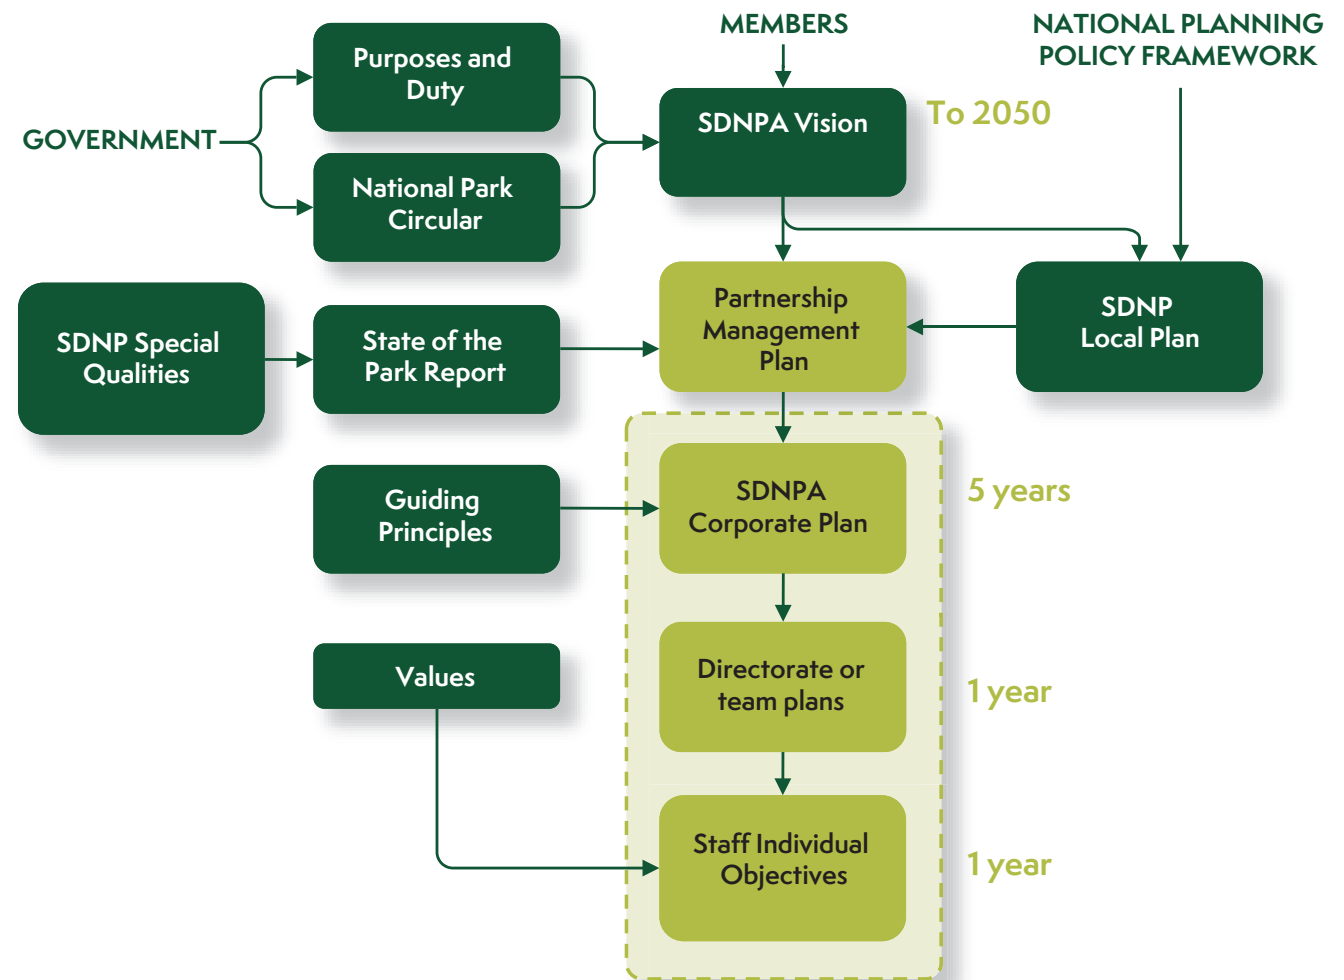 MEMBERS
NATIONAL PLANNING
POLICY FRAMEWORK
Purposes and
Duty
SDNPA Vision
To 2050
GOVERNMENT
National Park
Circular
SDNP Special
Qualities
State of the
Park Report
Partnership
Management
Plan
SDNP
Local Plan
Guiding
Principles
SDNPA
Corporate Plan
5 years
Values
Directorate or
team plans
1 year
Staff Individual
Objectives
1 year